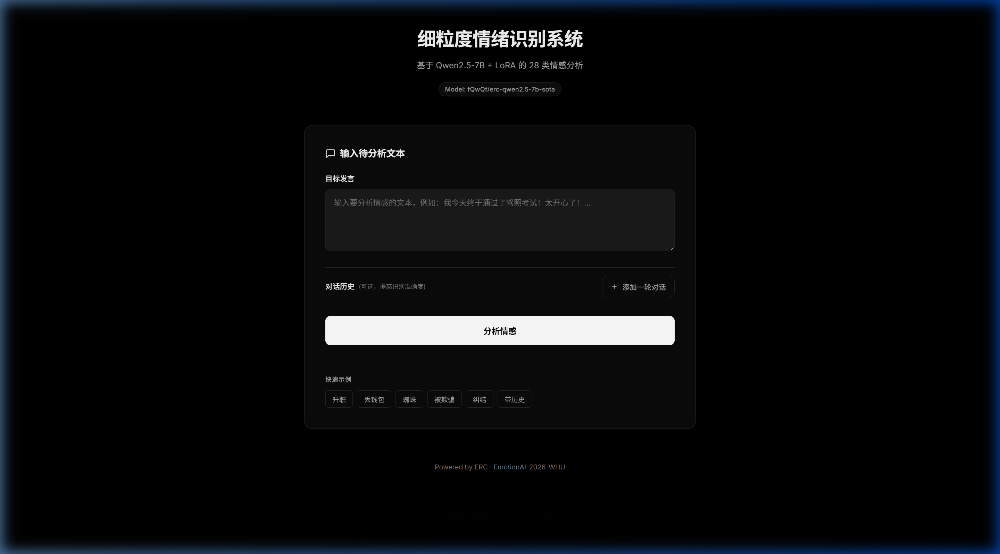 细粒度情绪识别系统
基于 Qwen2.5-7B + LoRA 的 28 类情感分析
Model: fQwQf/erc-qwen2.5-7b-sota
输入待分析文本
目标发言
输入要分析情感的文本，例如：我今天终于通过了驾照考试！太开心了！...
对话历史 (可选，提高识别准确度)
+ 添加一轮对话
分析情感
快速示例
升职 丢钱包 蜘蛛 被欺骗 纠结 带历史
Powered by ERC · EmotionAI-2026-WHU